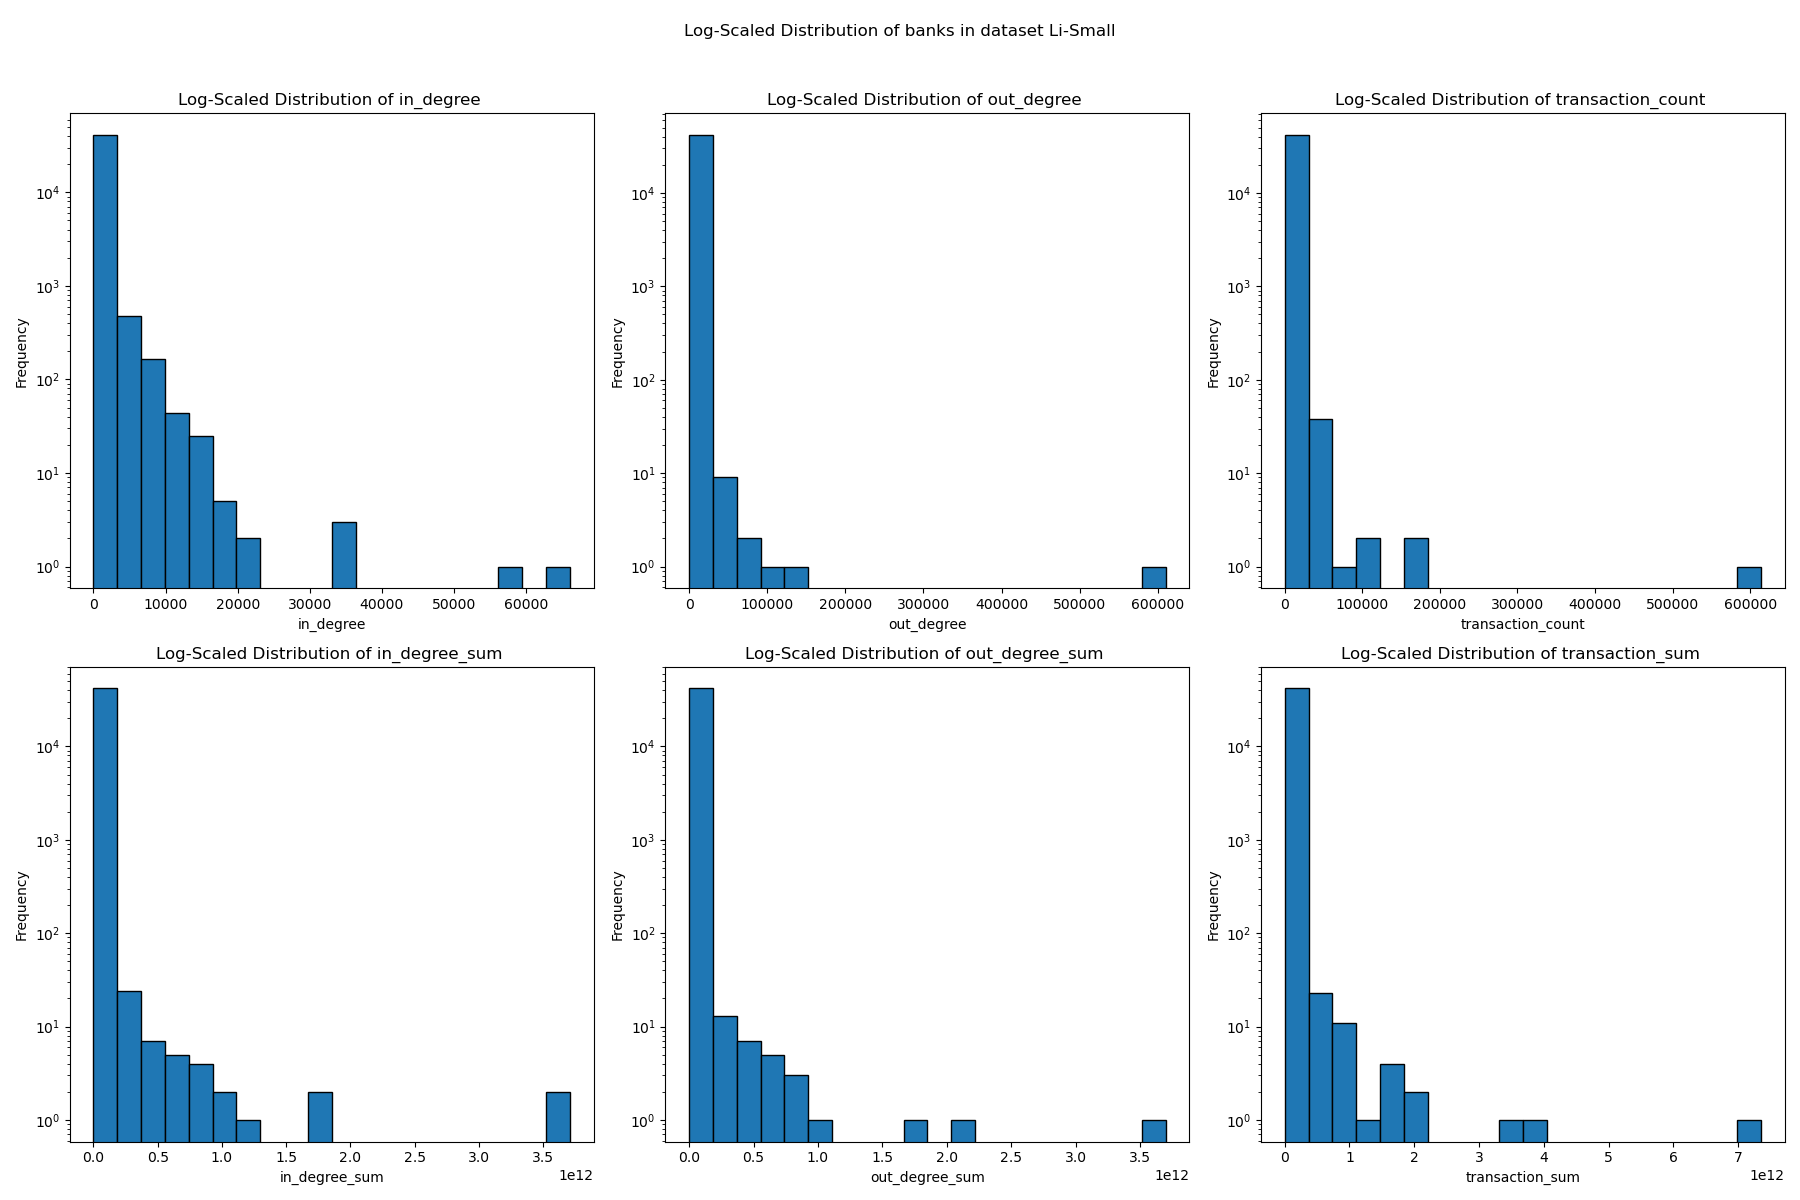 Log-Scaled Distribution of banks in dataset Li-Small
Log-Scaled Distribution of in_degree
Log-Scaled Distribution of out_degree
Log-Scaled Distribution of transaction_count
Frequency
10^4
10^3
10^2
10^1
10^0
0 10000 20000 30000 40000 50000 60000
in_degree
Frequency
10^4
10^3
10^2
10^1
10^0
0 100000 200000 300000 400000 500000 600000
out_degree
Frequency
10^4
10^3
10^2
10^1
10^0
0 100000 200000 300000 400000 500000 600000
transaction_count
Log-Scaled Distribution of in_degree_sum
Log-Scaled Distribution of out_degree_sum
Log-Scaled Distribution of transaction_sum
Frequency
10^4
10^3
10^2
10^1
10^0
0.0 0.5 1.0 1.5 2.0 2.5 3.0 3.5
in_degree_sum
1e12
Frequency
10^4
10^3
10^2
10^1
10^0
0.0 0.5 1.0 1.5 2.0 2.5 3.0 3.5
out_degree_sum
1e12
Frequency
10^4
10^3
10^2
10^1
10^0
0 1 2 3 4 5 6 7
transaction_sum
1e12